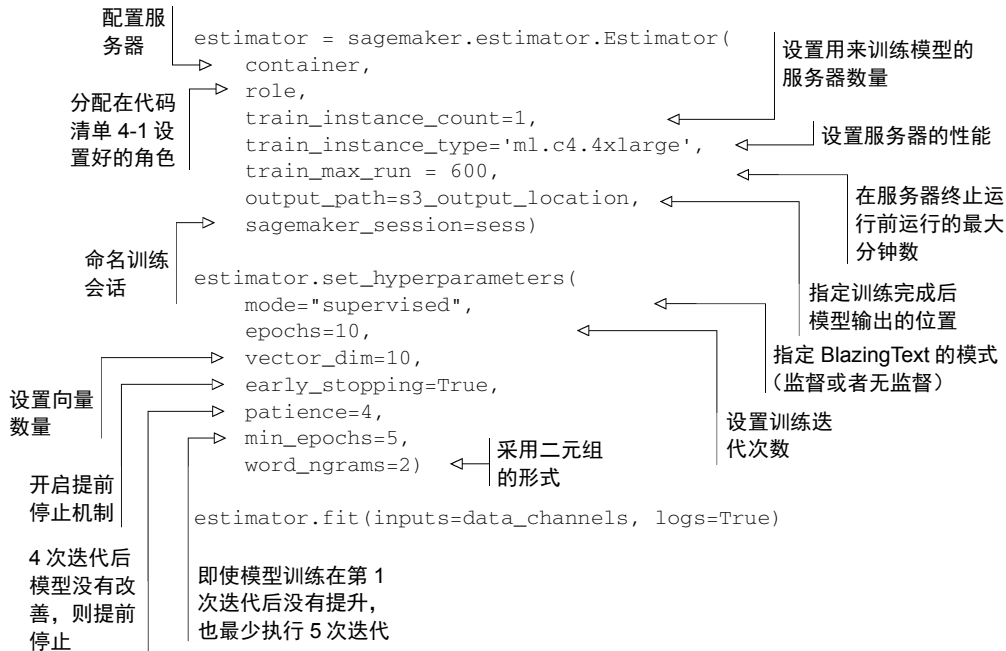 配置服
务器
estimator = sagemaker.estimator.Estimator(
container,
设置用来训练模型的
服务器数量
分配在代码
清单 4-1 设
置好的角色
role,
train_instance_count=1,
train_instance_type='ml.c4.4xlarge',
设置服务器的性能
train_max_run = 600,
在服务器终止运
行前运行的最大
分钟数
output_path=s3_output_location,
sagemaker_session=sess)
命名训练
会话
指定训练完成后
模型输出的位置
estimator.set_hyperparameters(
mode="supervised",
指定 BlazingText 的模式
（监督或者无监督）
epochs=10,
设置训练迭
代次数
vector_dim=10,
设置向量
数量
early_stopping=True,
开启提前
停止机制
patience=4,
4 次迭代后
模型没有改
善，则提前
停止
min_epochs=5,
即使模型训练在第 1
次迭代后没有提升，
也最少执行 5 次迭代
word_ngrams=2)
采用二元组
的形式
estimator.fit(inputs=data_channels, logs=True)